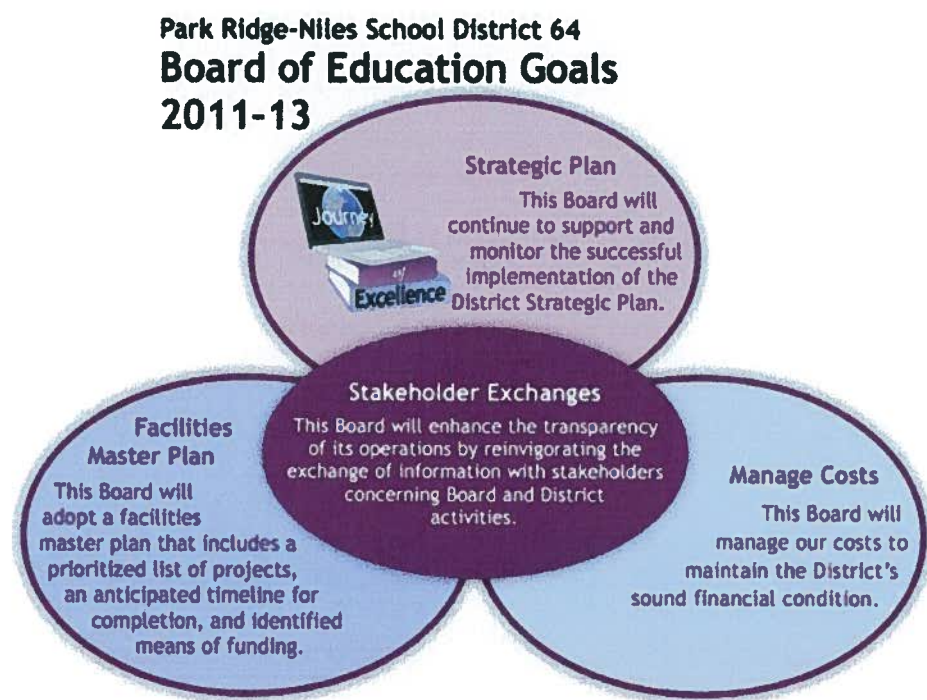 Park Ridge-Niles School District 64
Board of Education Goals
2011-13
Strategic Plan
This Board will
continue to support and
monitor the successful
implementation of the
District Strategic Plan.
Journey
of
Excellence
Stakeholder Exchanges
This Board will enhance the transparency
of its operations by reinvigorating the
exchange of information with stakeholders
concerning Board and District
activities.
Facilities
Master Plan
This Board will
adopt a facilities
master plan that includes a
prioritized list of projects,
an anticipated timeline for
completion, and identified
means of funding.
Manage Costs
This Board will
manage our costs to
maintain the District's
sound financial condition.